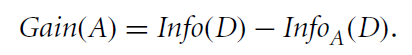 Gain(A) = Info(D) − Info_A(D).